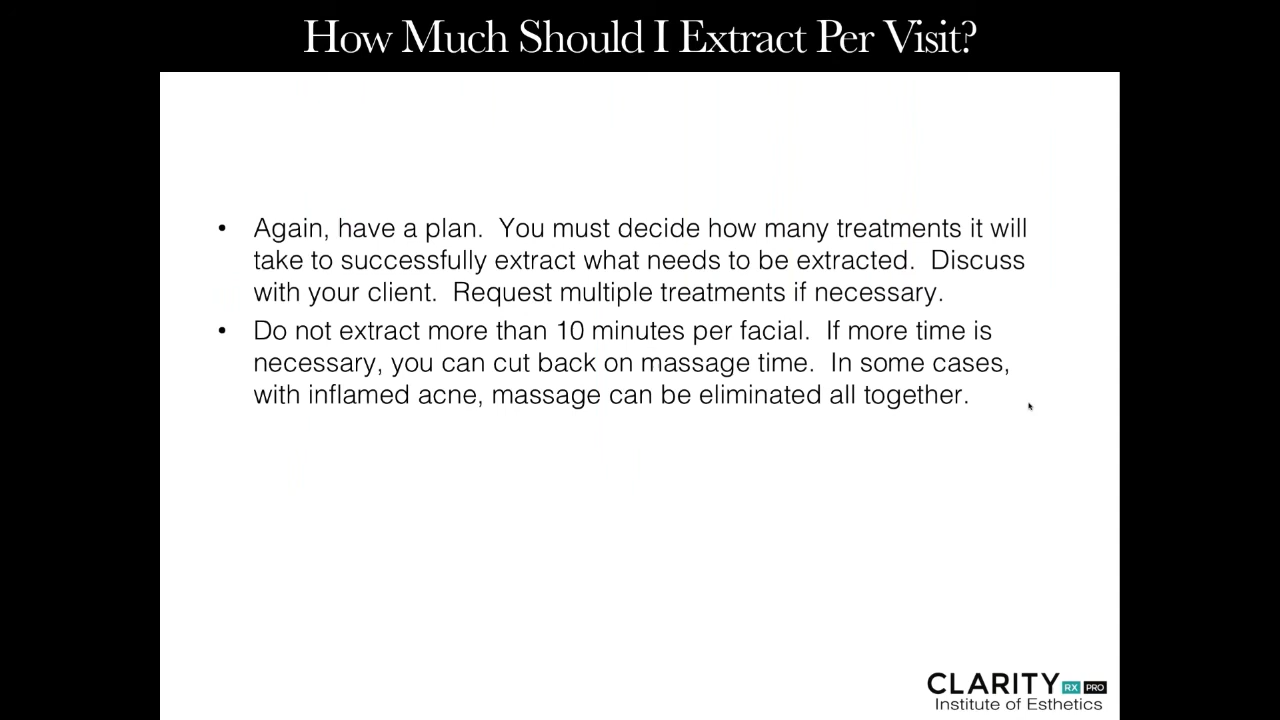 How Much Should I Extract Per Visit?
• Again, have a plan. You must decide how many treatments it will
take to successfully extract what needs to be extracted. Discuss
with your client. Request multiple treatments if necessary.
• Do not extract more than 10 minutes per facial. If more time is
necessary, you can cut back on massage time. In some cases,
with inflamed acne, massage can be eliminated all together.
CLARITY RX PRO
Institute of Esthetics